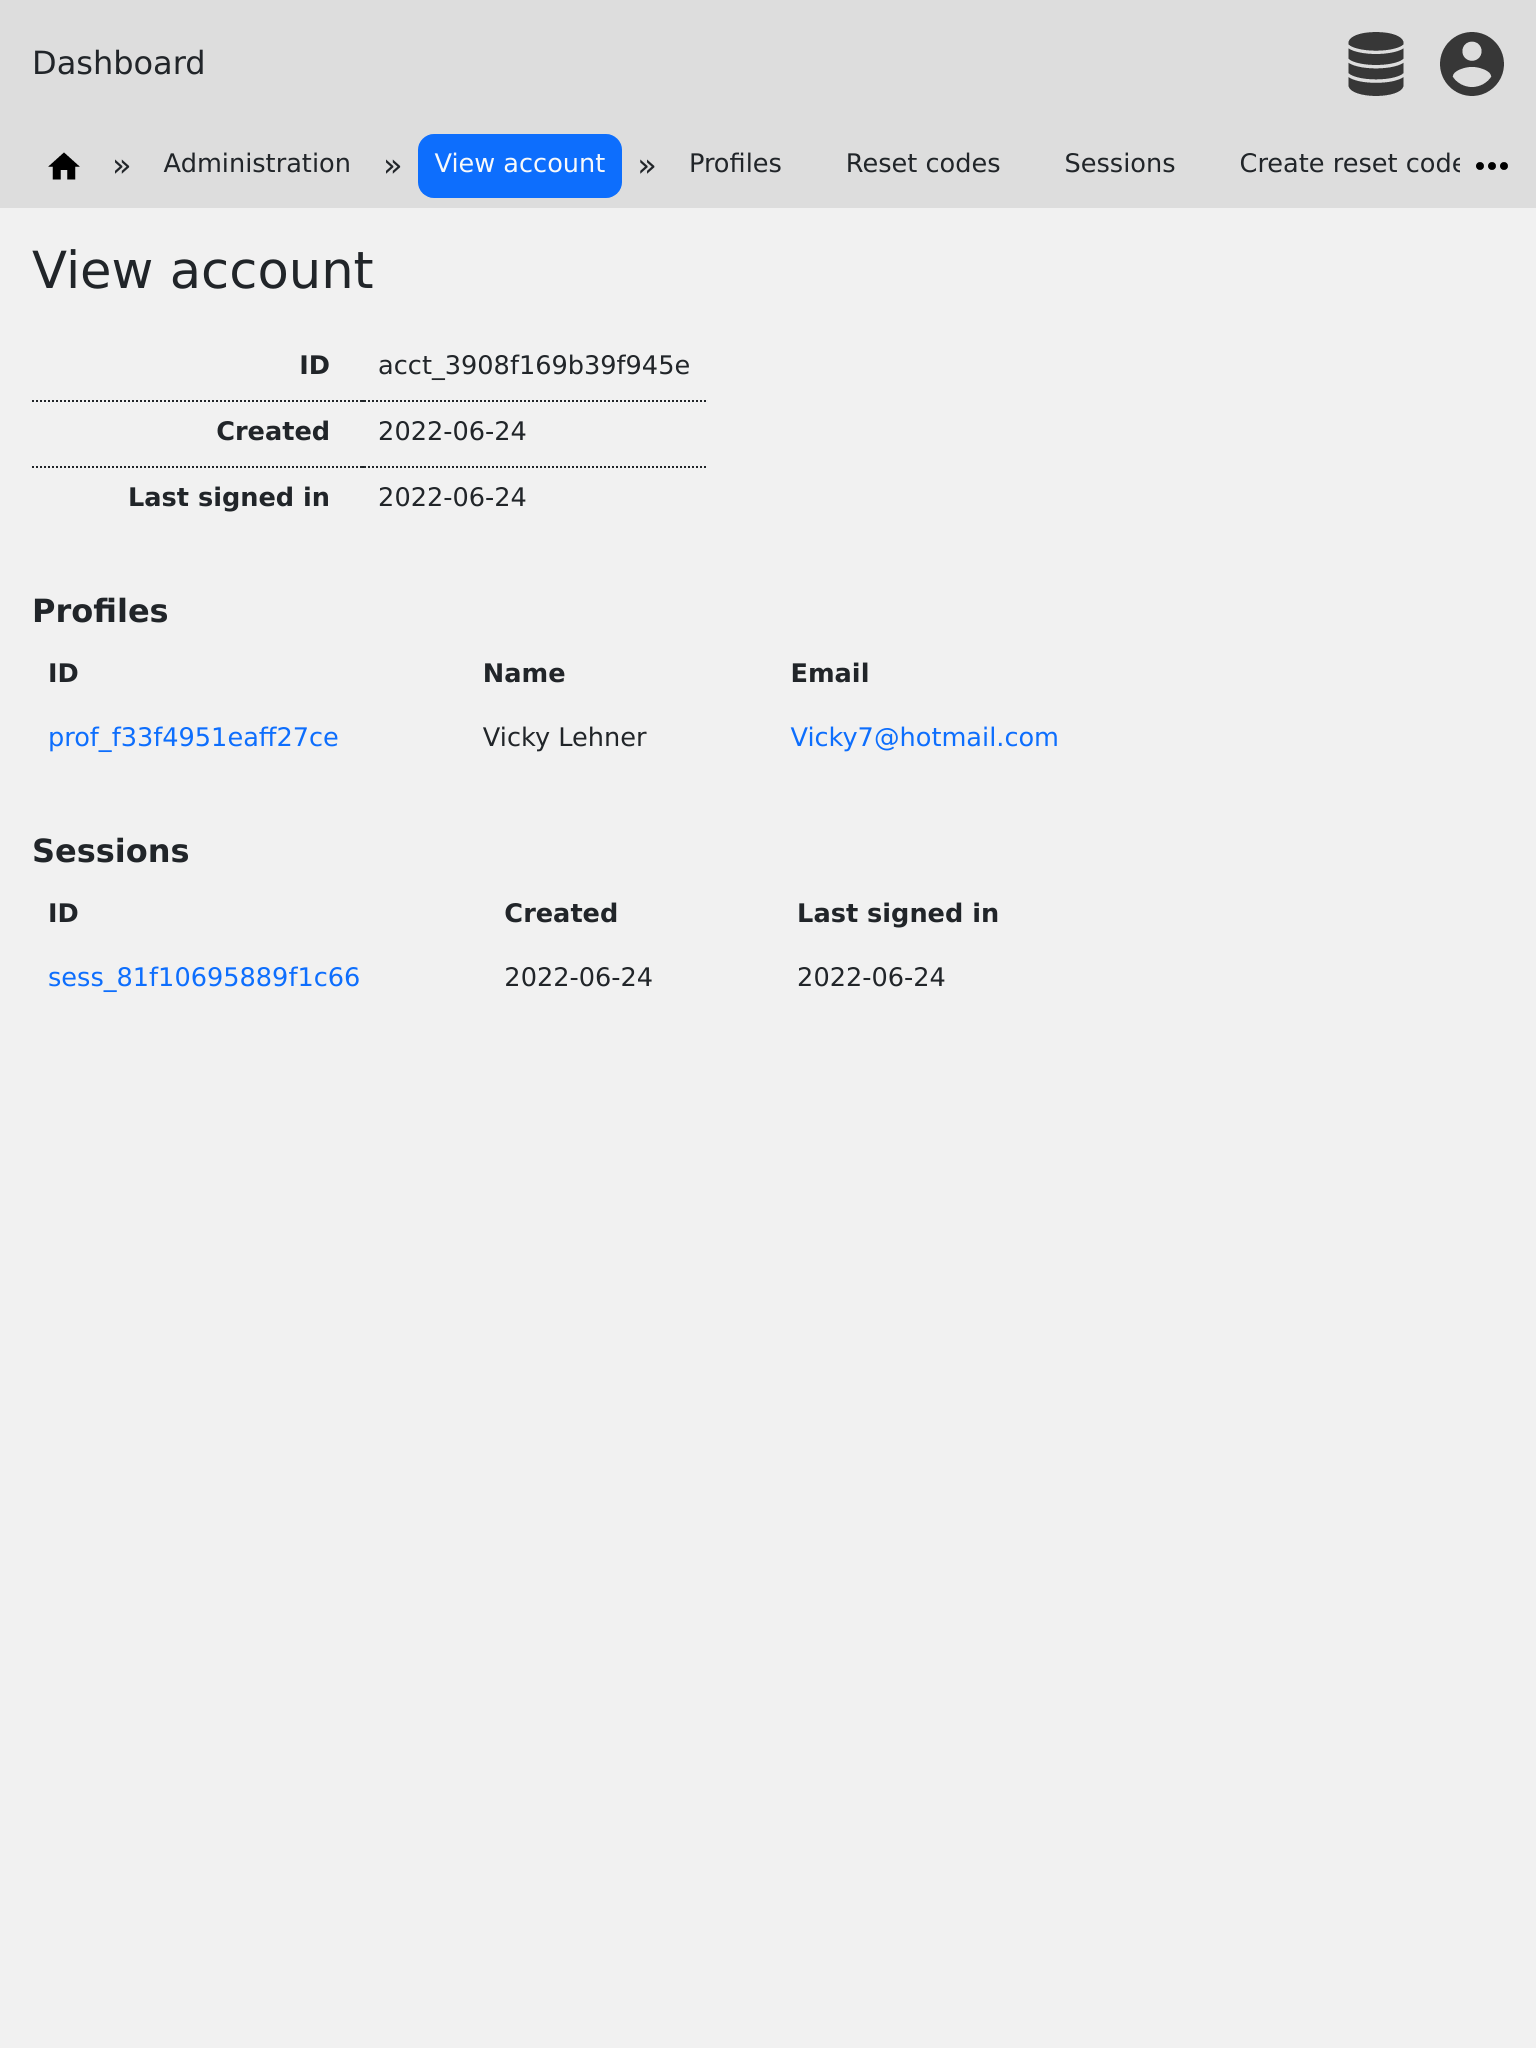 Dashboard
» Administration » View account » Profiles Reset codes Sessions Create reset code
View account
ID acct_3908f169b39f945e
Created 2022-06-24
Last signed in 2022-06-24
Profiles
ID Name Email
prof_f33f4951eaff27ce Vicky Lehner Vicky7@hotmail.com
Sessions
ID Created Last signed in
sess_81f10695889f1c66 2022-06-24 2022-06-24